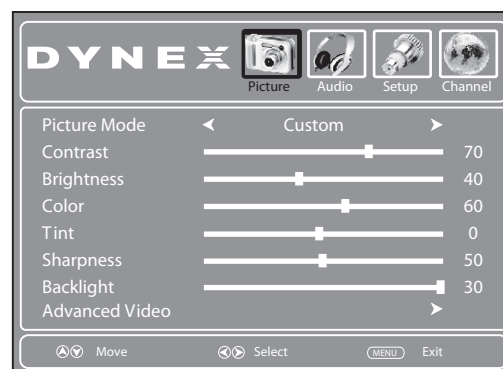 DYNEX
Picture Audio Setup Channel
Picture Mode Custom
Contrast 70
Brightness 40
Color 60
Tint 0
Sharpness 50
Backlight 30
Advanced Video
Move Select MENU Exit